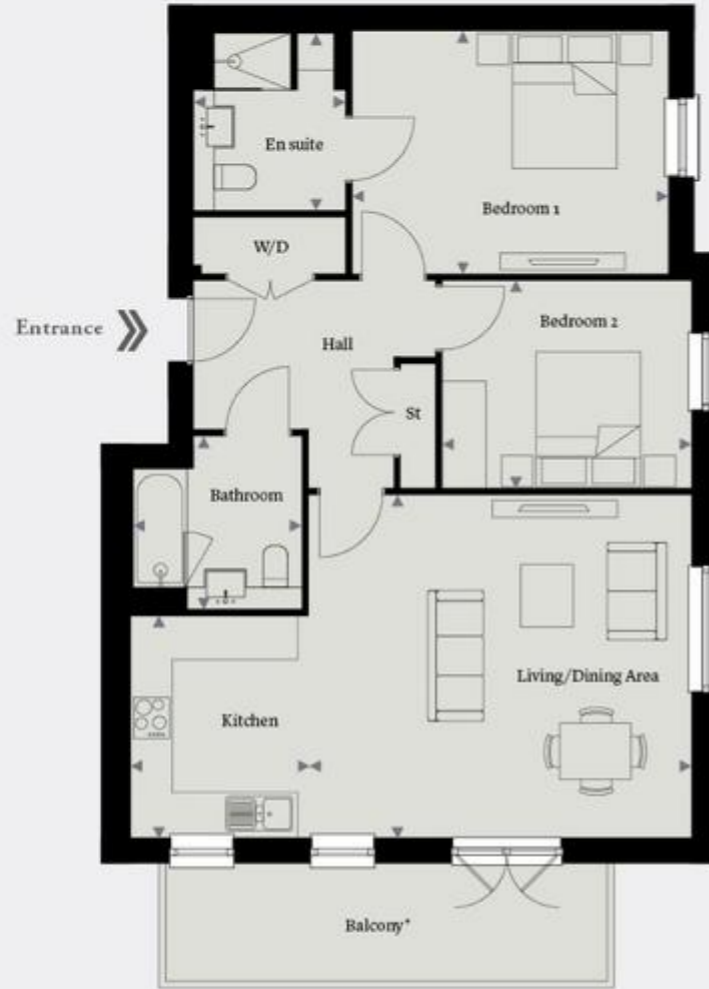 En suite
Bedroom 1
W/D
Entrance
Hall
Bedroom 2
St
Bathroom
Living/Dining Area
Kitchen
Balcony*